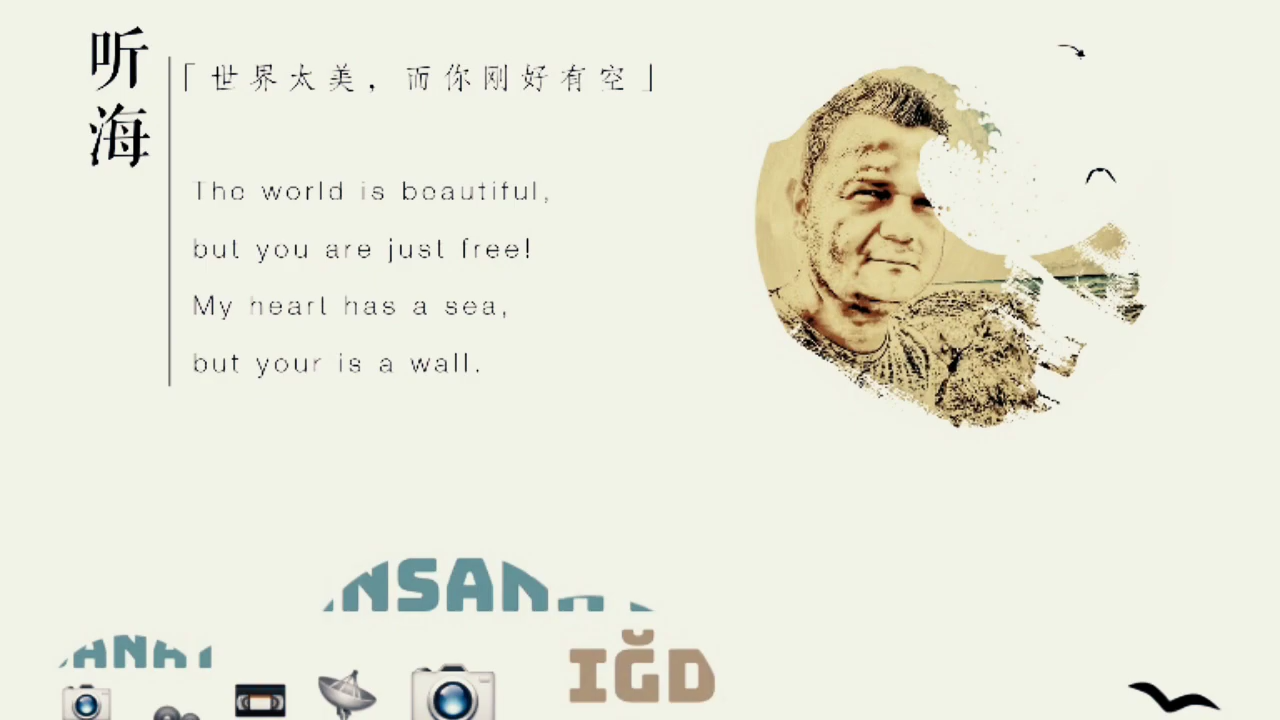 听海
「世界太美，而你刚好有空」
The world is beautiful,
but you are just free!
My heart has a sea,
but your is a wall.
IĞD